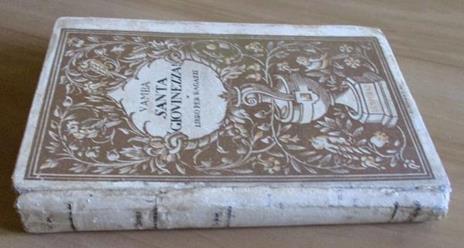 VAMBA
SANTA
GIOVINEZZA!
LIBRO PER RAGAZZI